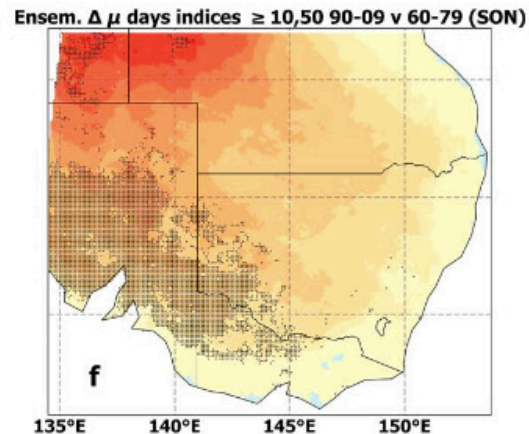 Ensem. Δ μ days indices ≥ 10,50 90-09 v 60-79 (SON)
f
135°E 140°E 145°E 150°E